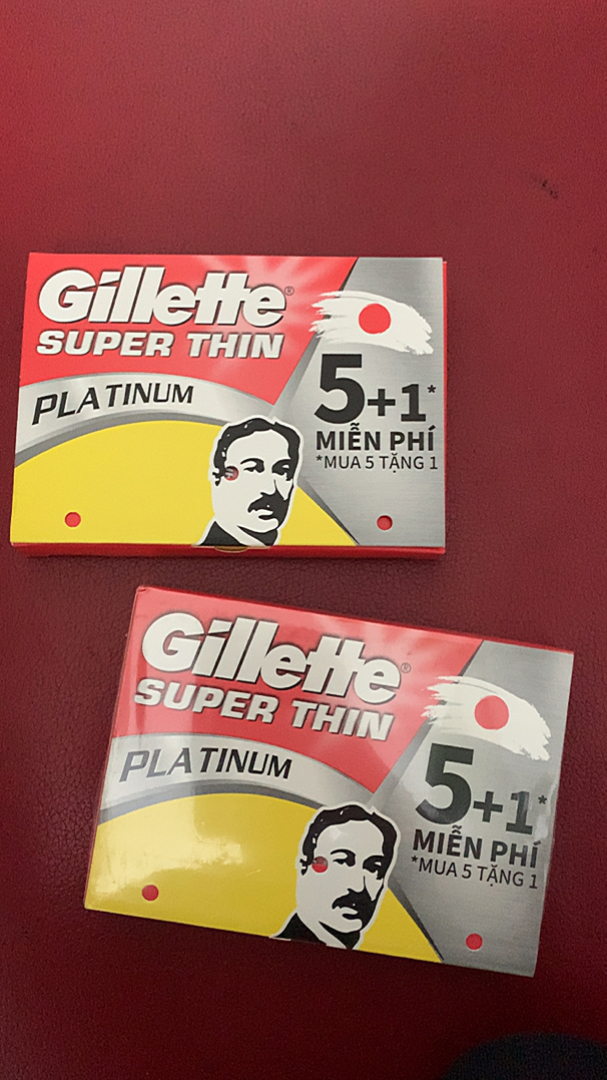 Gillette®
SUPER THIN
PLATINUM
5+1*
MIỄN PHÍ
*MUA 5 TẶNG 1
Gillette®
SUPER THIN
PLATINUM
5+1*
MIỄN PHÍ
*MUA 5 TẶNG 1